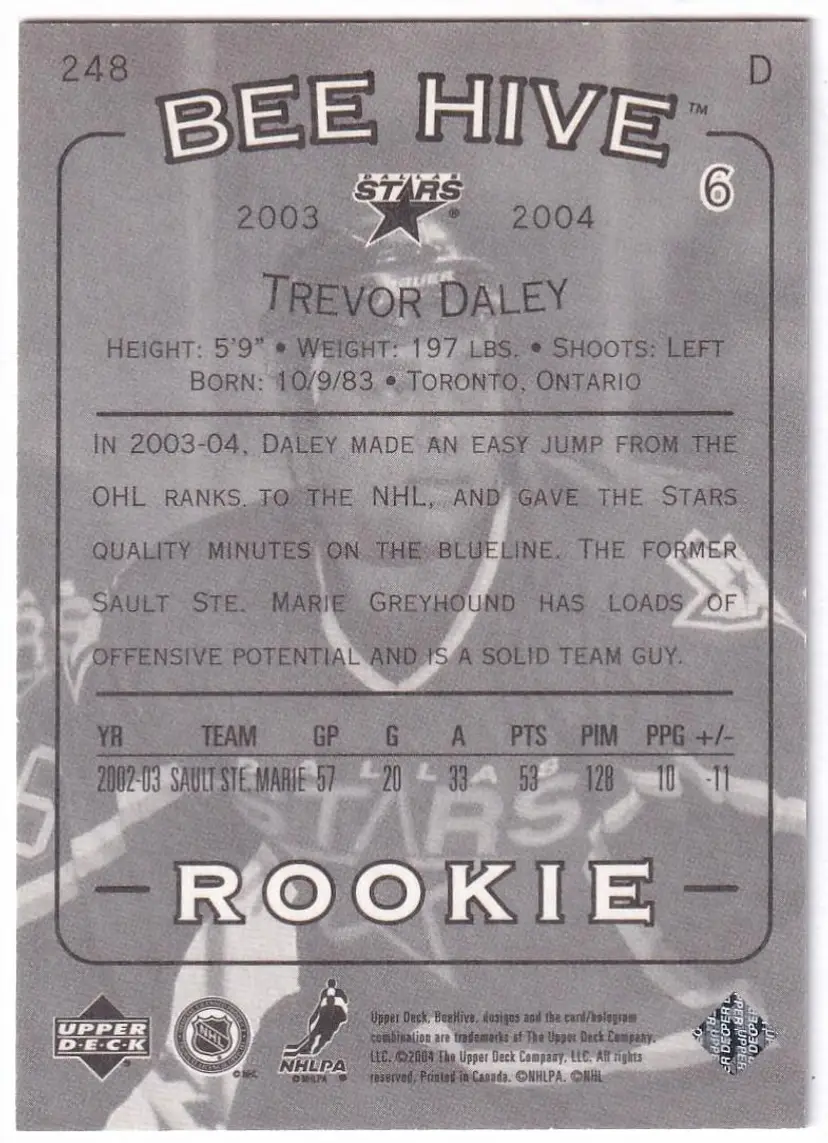 248
D
BEE HIVE™
DALLAS
STARS®
6
2003 2004
TREVOR DALEY
HEIGHT: 5'9" • WEIGHT: 197 LBS. • SHOOTS: LEFT
BORN: 10/9/83 • TORONTO, ONTARIO
IN 2003-04, DALEY MADE AN EASY JUMP FROM THE
OHL RANKS. TO THE NHL, AND GAVE THE STARS
QUALITY MINUTES ON THE BLUELINE. THE FORMER
SAULT STE. MARIE GREYHOUND HAS LOADS OF
OFFENSIVE POTENTIAL AND IS A SOLID TEAM GUY.
YR TEAM GP G A PTS PIM PPG +/-
2002-03 SAULT STE. MARIE 57 20 33 53 128 10 -11
DALLAS
STARS
ROOKIE
UPPER
D·E·C·K
NHL
©NHL
NHLPA
©NHLPA
Upper Deck, BeeHive, designs and the card/hologram
combination are trademarks of The Upper Deck Company,
LLC. ©2004 The Upper Deck Company, LLC. All rights
reserved. Printed in Canada. ©NHLPA. ©NHL